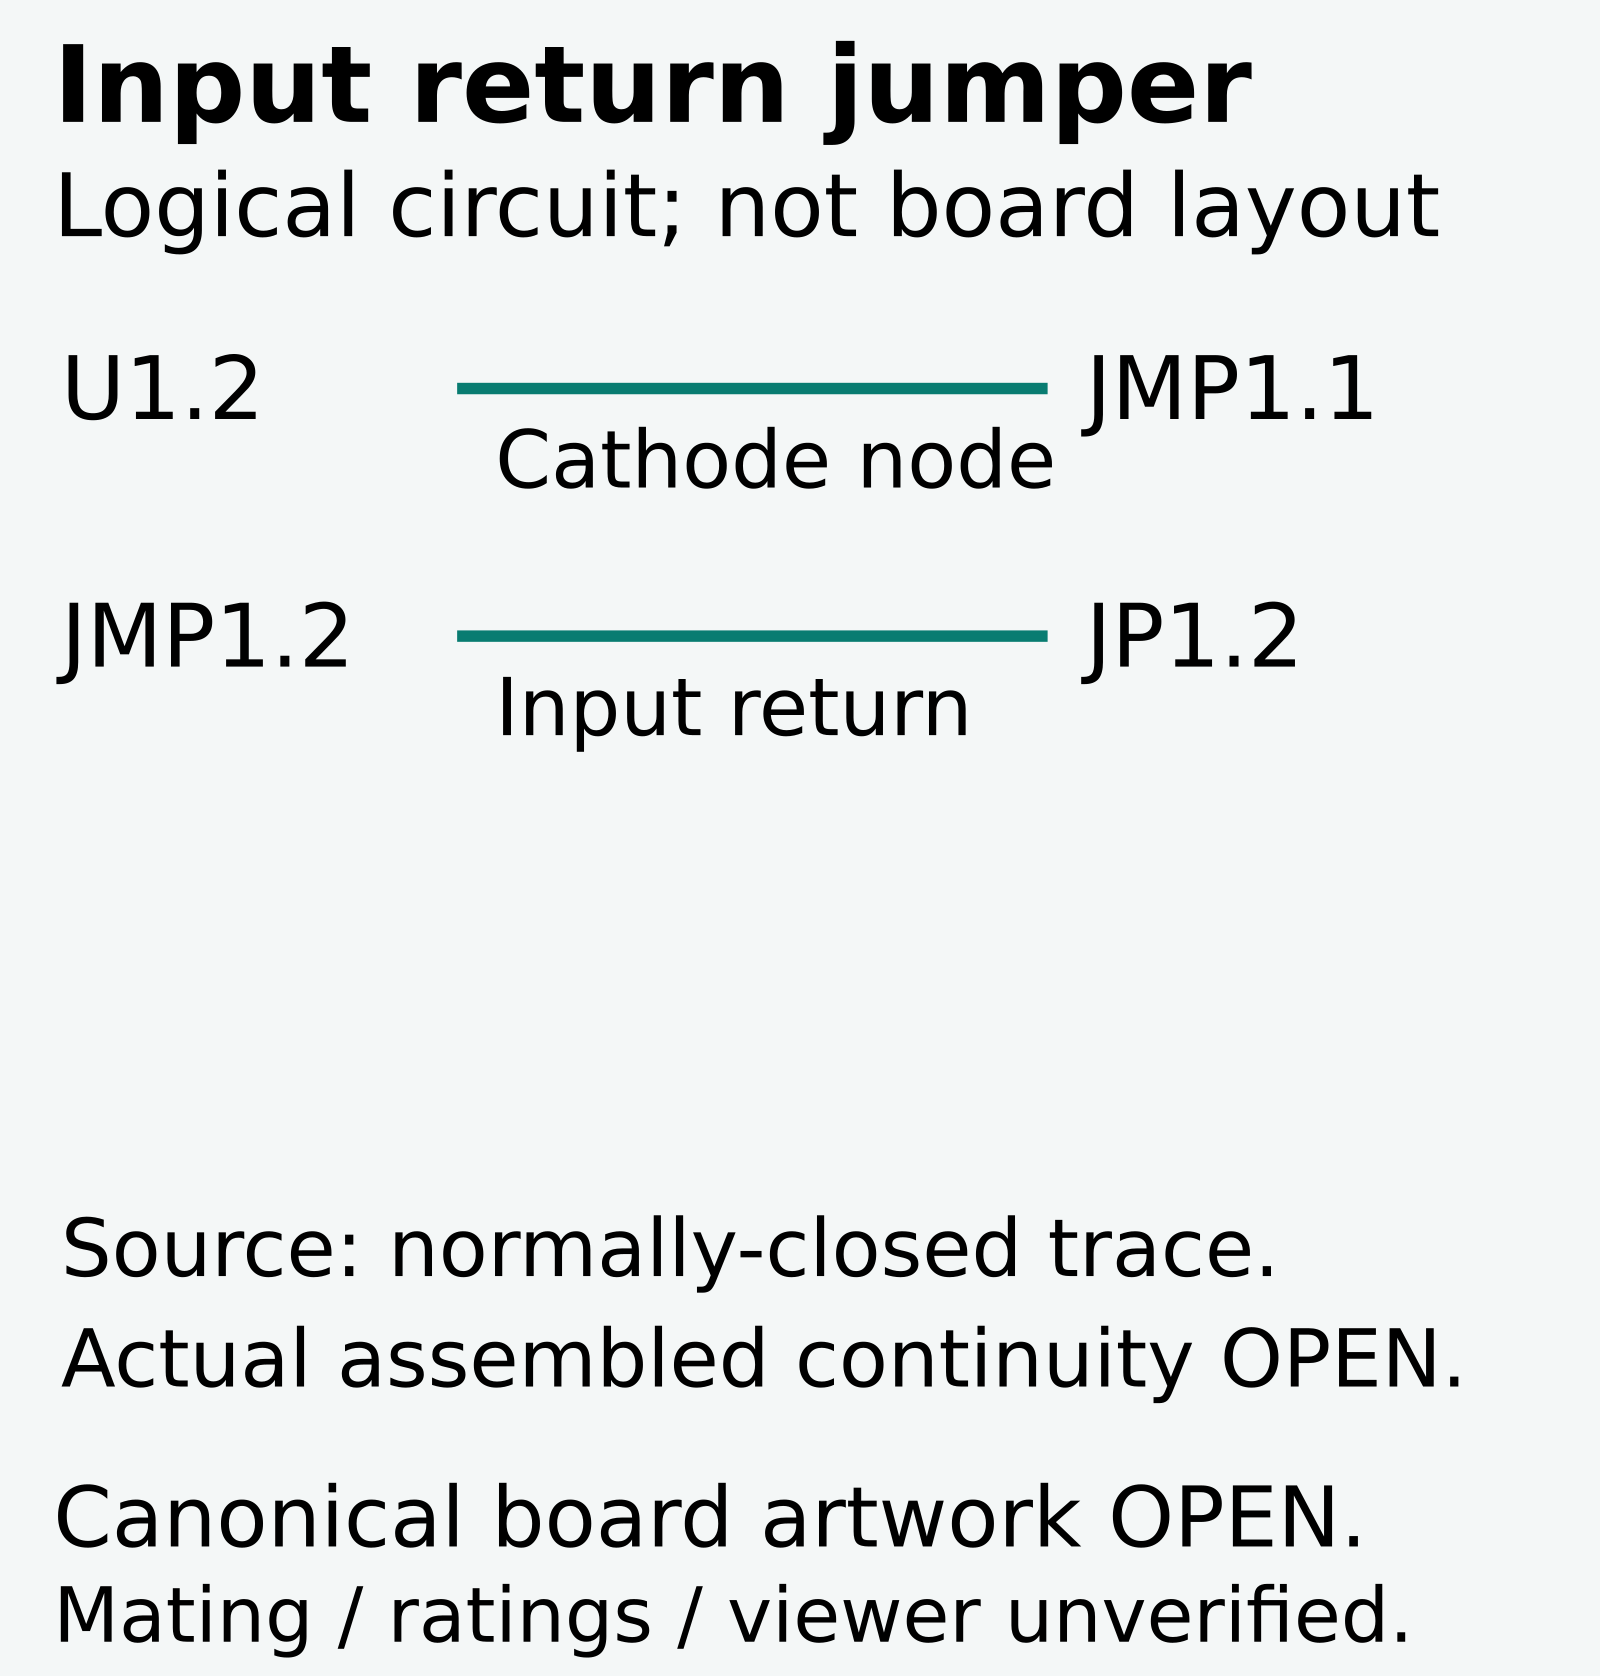 Input return jumper
Logical circuit; not board layout
U1.2 JMP1.1
Cathode node
JMP1.2 JP1.2
Input return
Source: normally-closed trace.
Actual assembled continuity OPEN.
Canonical board artwork OPEN.
Mating / ratings / viewer unverified.